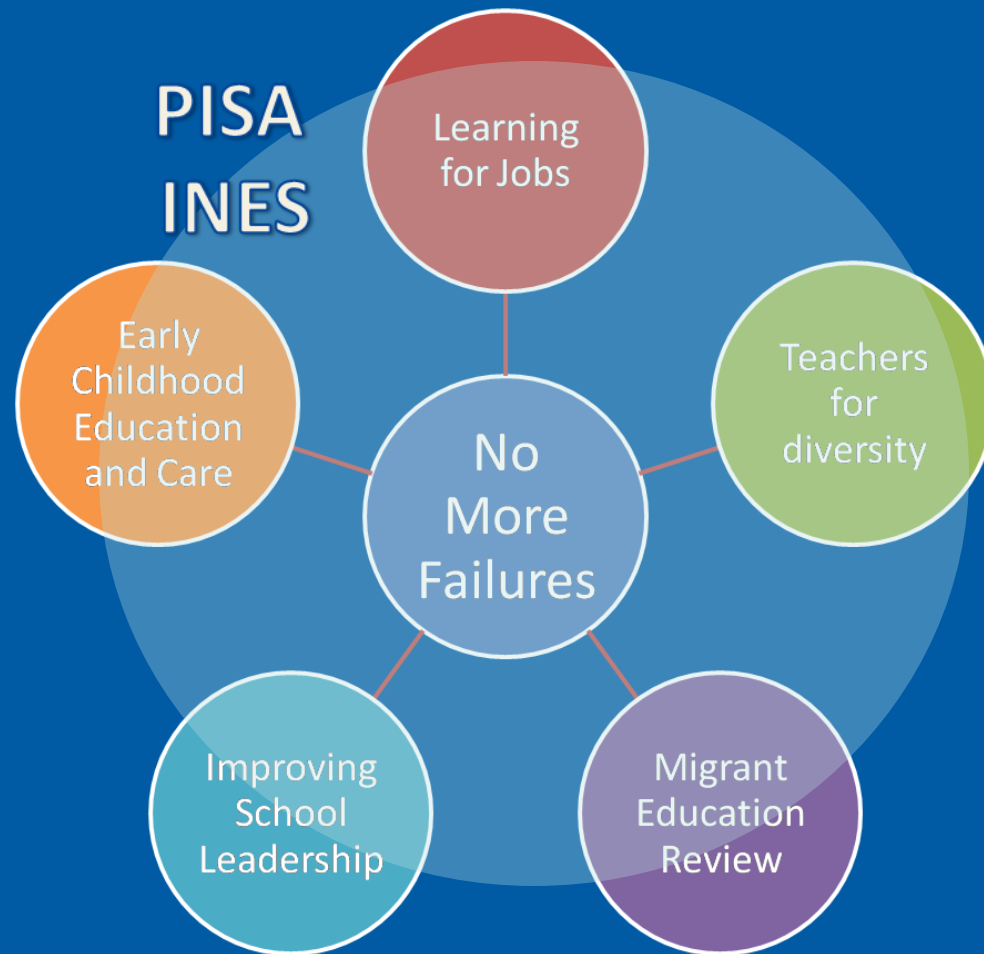 PISA
INES
Learning
for Jobs
Early
Childhood
Education
and Care
Teachers
for
diversity
No
More
Failures
Improving
School
Leadership
Migrant
Education
Review